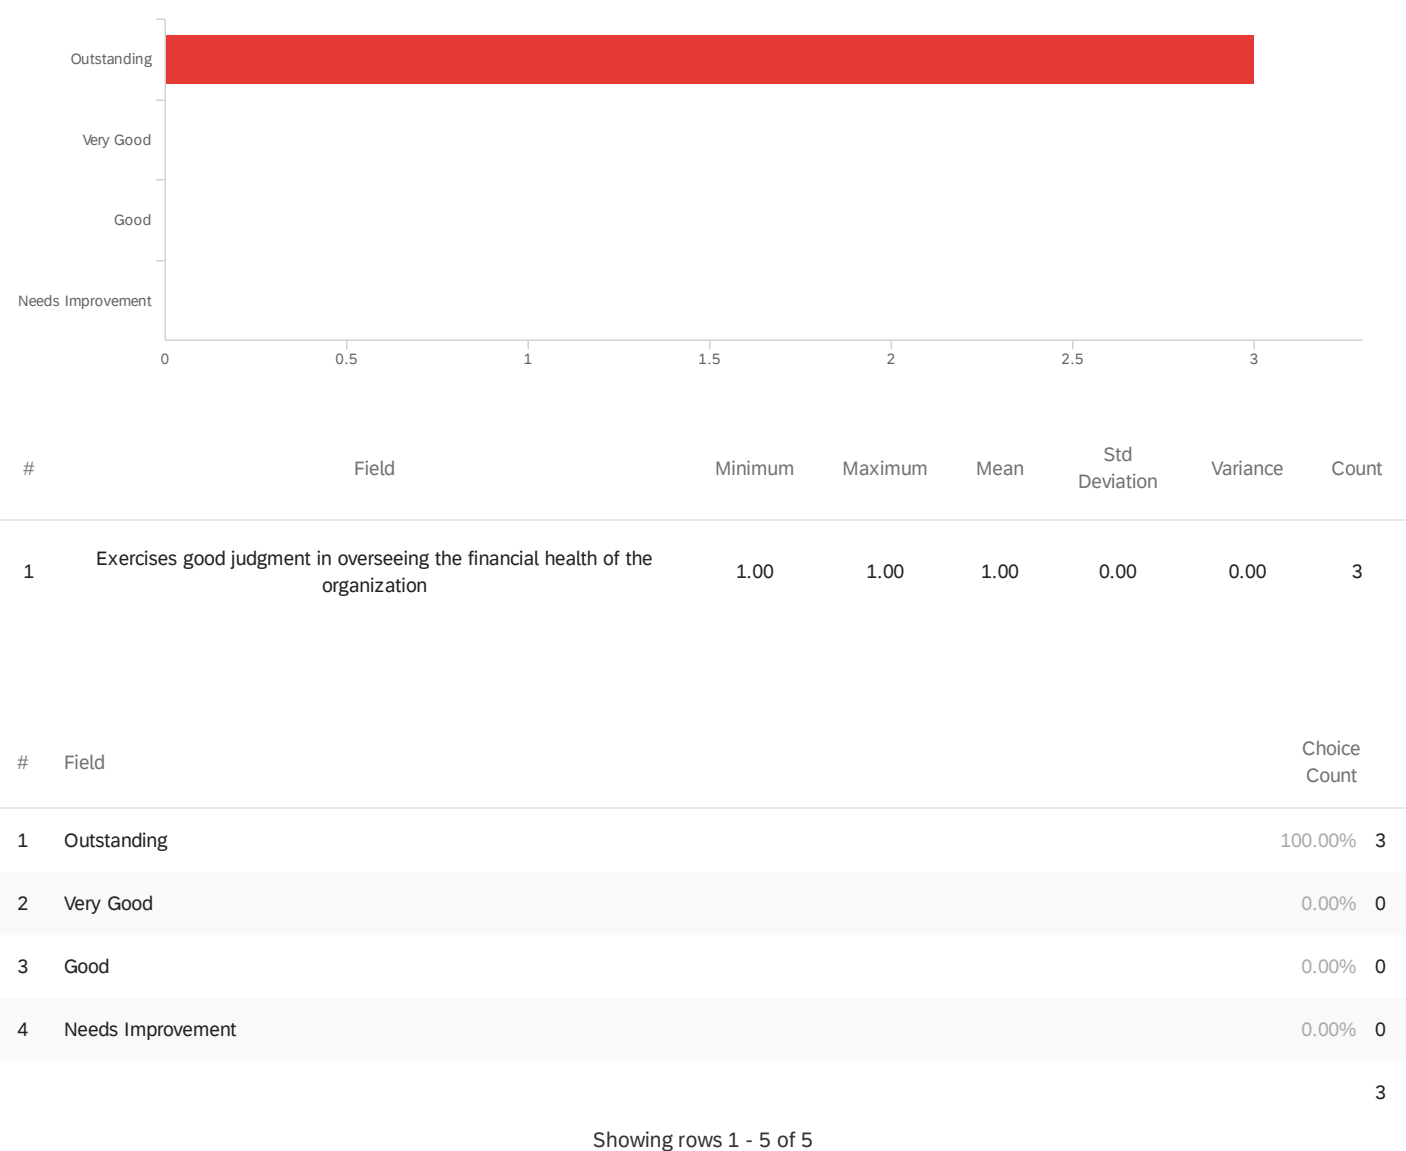 Outstanding
Very Good
Good
Needs Improvement
0 0.5 1 1.5 2 2.5 3
# Field Minimum Maximum Mean Std Deviation Variance Count
1 Exercises good judgment in overseeing the financial health of the
organization 1.00 1.00 1.00 0.00 0.00 3
# Field Choice
Count
1 Outstanding 100.00% 3
2 Very Good 0.00% 0
3 Good 0.00% 0
4 Needs Improvement 0.00% 0
3
Showing rows 1 - 5 of 5